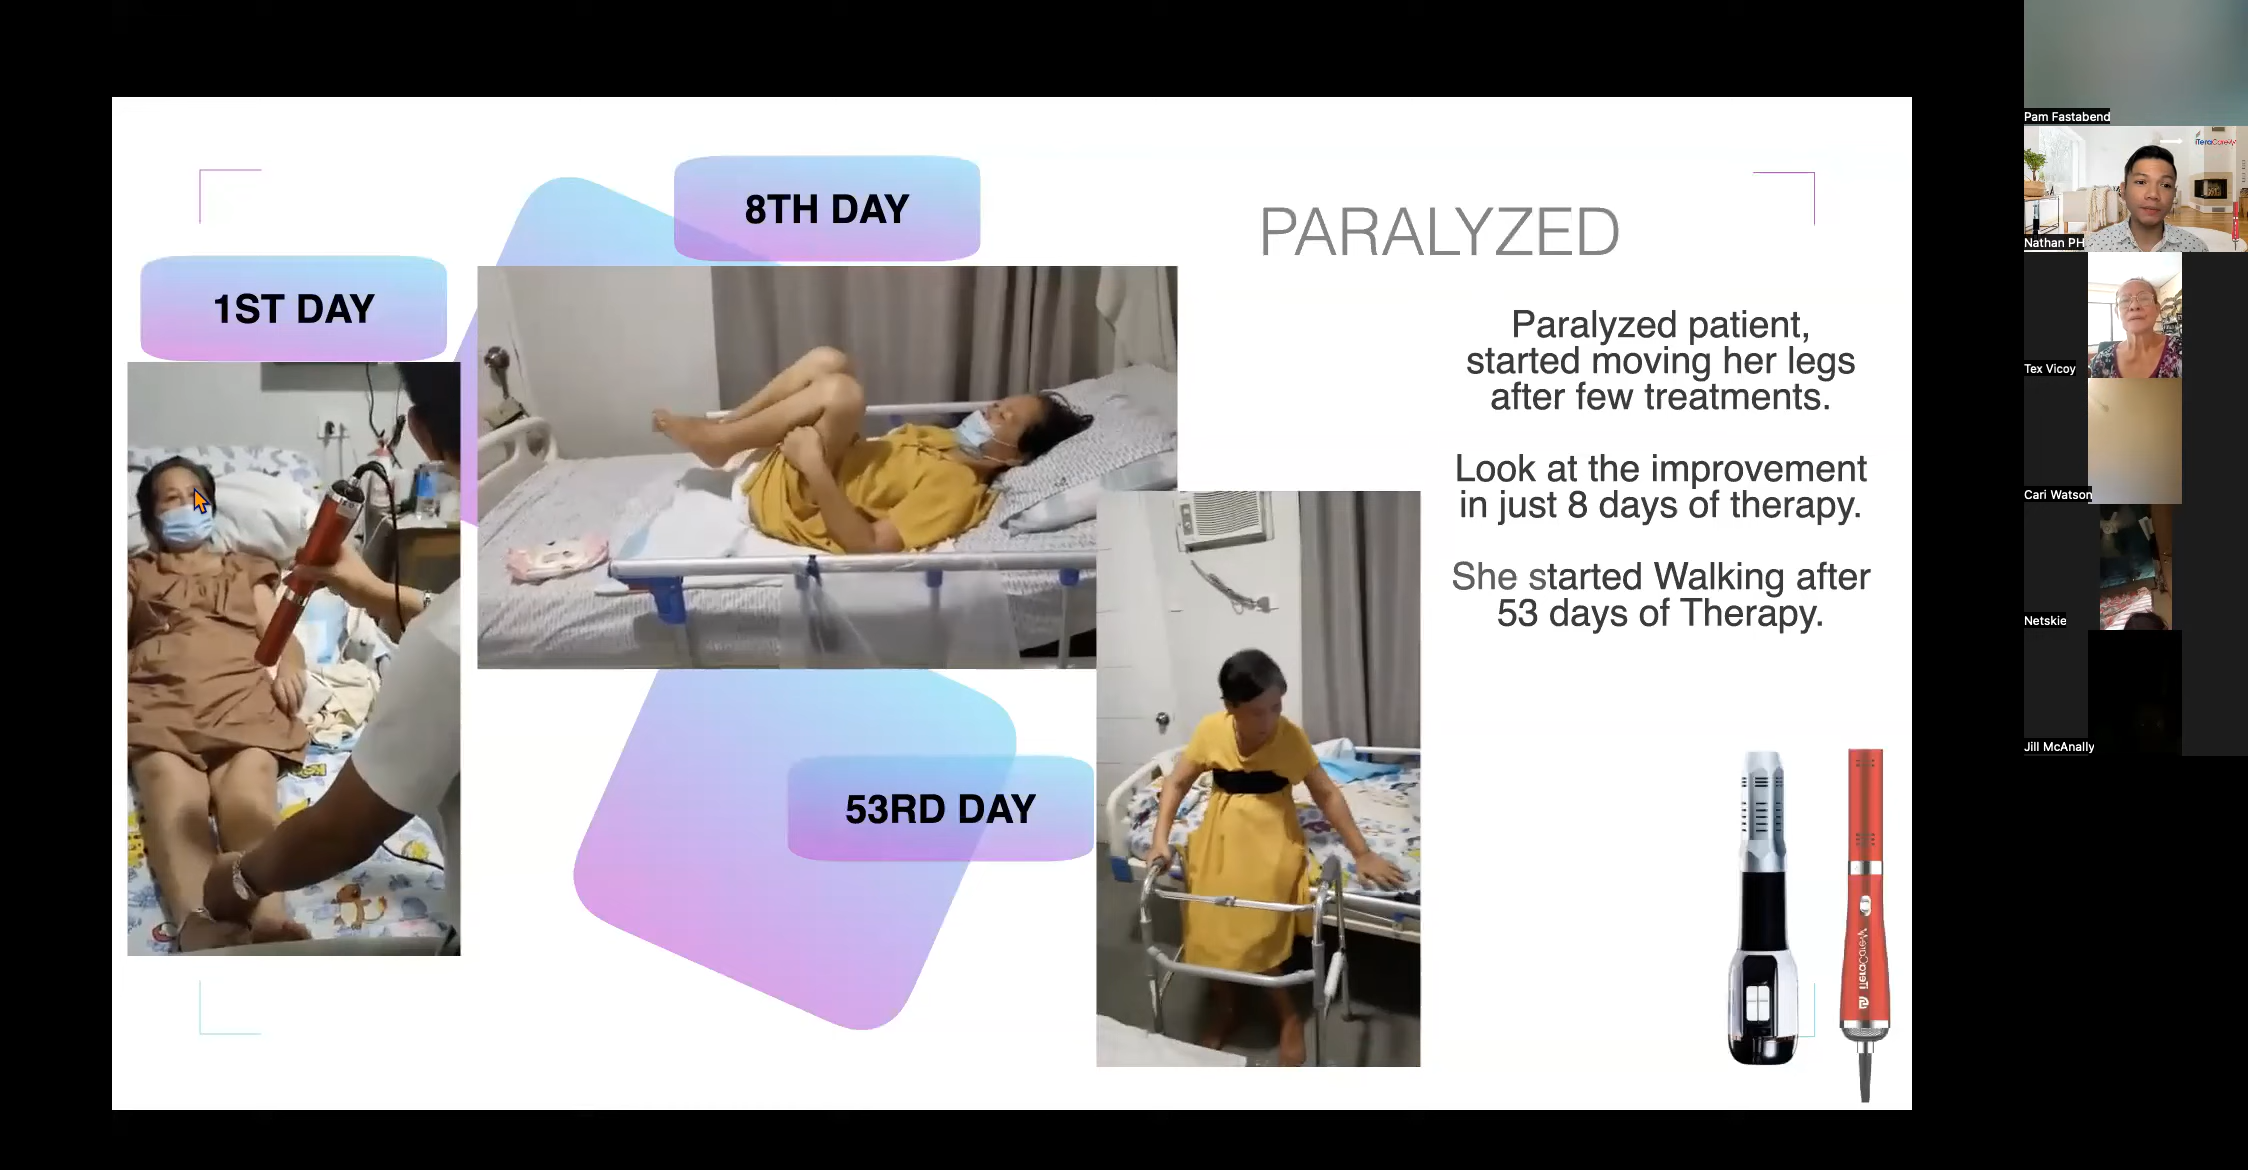 1ST DAY
8TH DAY
53RD DAY
PARALYZED
Paralyzed patient,
started moving her legs
after few treatments.
Look at the improvement
in just 8 days of therapy.
She started Walking after
53 days of Therapy.
iTeraCare
Pam Fastabend
iTeraCare
Nathan PH
Tex Vicoy
Cari Watson
Netskie
Jill McAnally